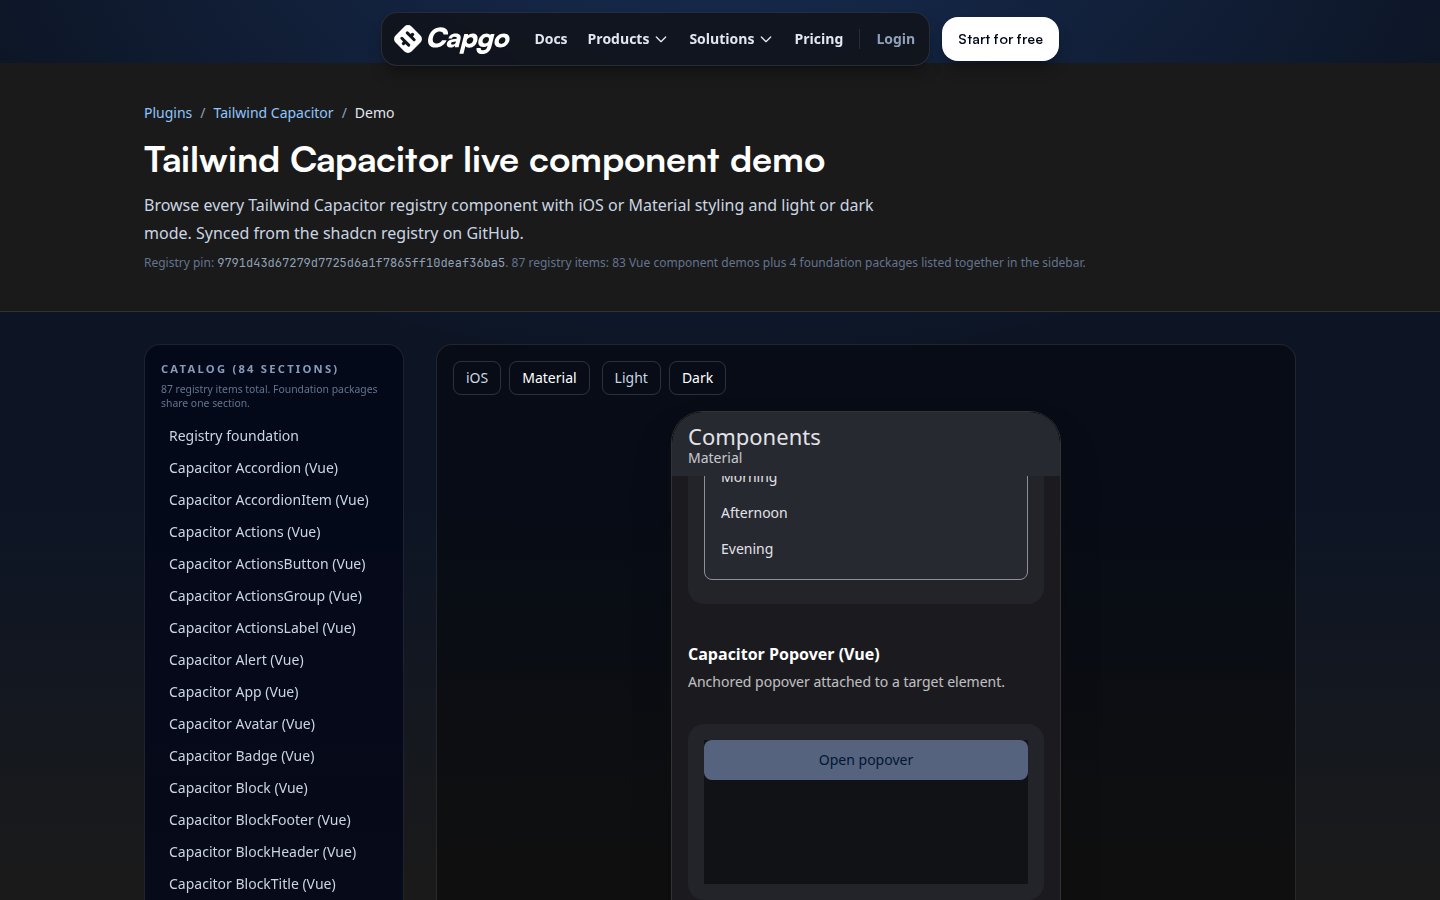 Capgo
Docs
Products
Solutions
Pricing
Login
Start for free
Plugins / Tailwind Capacitor / Demo
Tailwind Capacitor live component demo
Browse every Tailwind Capacitor registry component with iOS or Material styling and light or dark
mode. Synced from the shadcn registry on GitHub.
Registry pin: 9791d43d67279d7725d6a1f7865ff10deaf36ba5. 87 registry items: 83 Vue component demos plus 4 foundation packages listed together in the sidebar.
CATALOG (84 SECTIONS)
87 registry items total. Foundation packages
share one section.
Registry foundation
Capacitor Accordion (Vue)
Capacitor AccordionItem (Vue)
Capacitor Actions (Vue)
Capacitor ActionsButton (Vue)
Capacitor ActionsGroup (Vue)
Capacitor ActionsLabel (Vue)
Capacitor Alert (Vue)
Capacitor App (Vue)
Capacitor Avatar (Vue)
Capacitor Badge (Vue)
Capacitor Block (Vue)
Capacitor BlockFooter (Vue)
Capacitor BlockHeader (Vue)
Capacitor BlockTitle (Vue)
iOS
Material
Light
Dark
Components
Material
Morning
Afternoon
Evening
Capacitor Popover (Vue)
Anchored popover attached to a target element.
Open popover